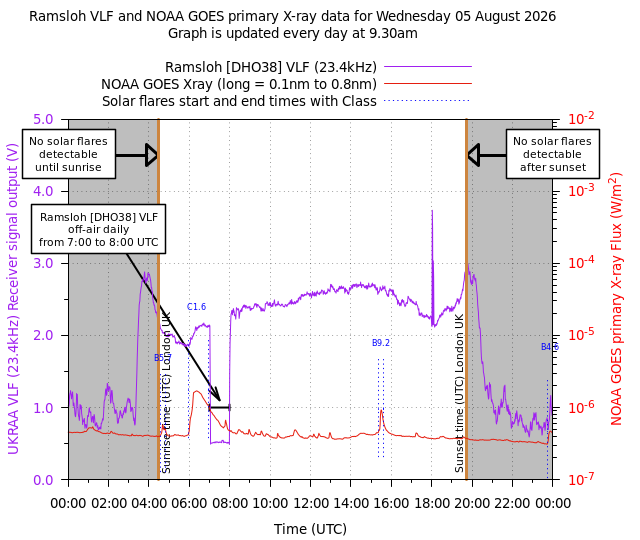 Ramsloh VLF and NOAA GOES primary X-ray data for Wednesday 05 August 2026
Graph is updated every day at 9.30am
Ramsloh [DHO38] VLF (23.4kHz)
NOAA GOES Xray (long = 0.1nm to 0.8nm)
Solar flares start and end times with Class
5.0
4.0
3.0
2.0
1.0
0.0
UKRAA VLF (23.4kHz) Receiver signal output (V)
10-2
10-3
10-4
10-5
10-6
10-7
NOAA GOES primary X-ray Flux (W/m2)
No solar flares
detectable
until sunrise
No solar flares
detectable
after sunset
Ramsloh [DHO38] VLF
off-air daily
from 7:00 to 8:00 UTC
C1.6
B9.2
Sunrise time (UTC) London UK
Sunset time (UTC) London UK
00:00 02:00 04:00 06:00 08:00 10:00 12:00 14:00 16:00 18:00 20:00 22:00 00:00
Time (UTC)